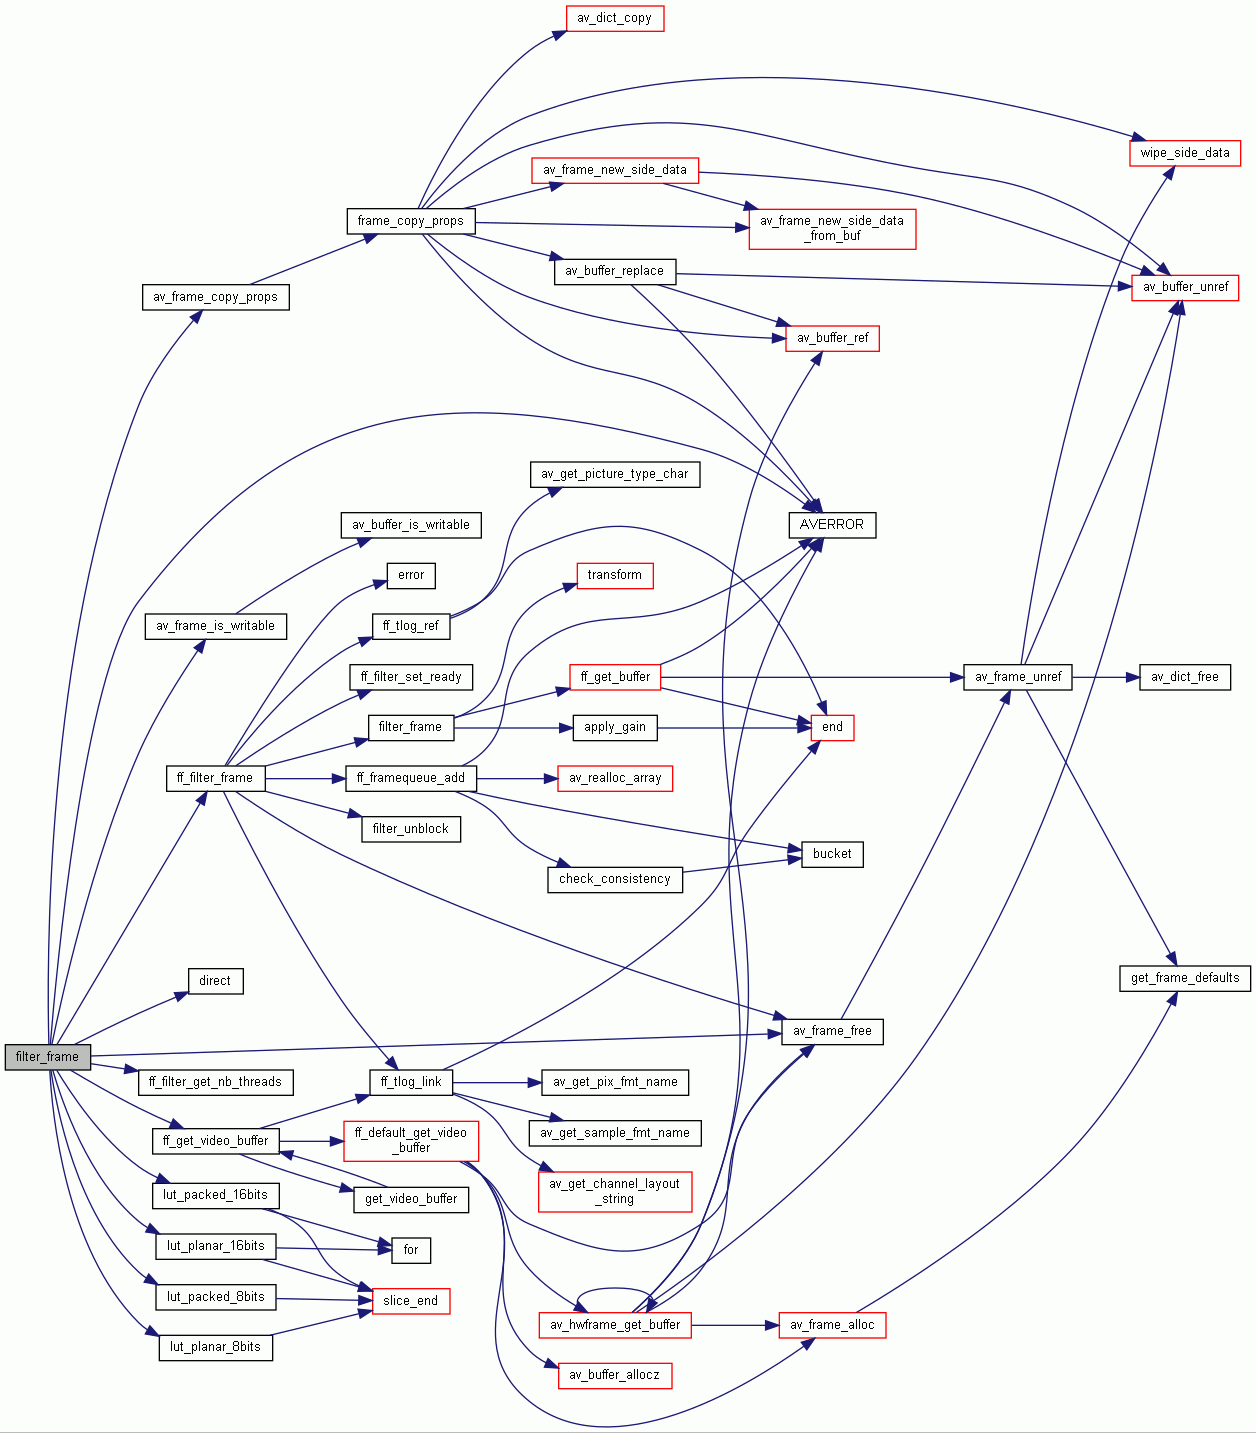 av_dict_copy
wipe_side_data
av_frame_new_side_data
frame_copy_props
av_frame_new_side_data
_from_buf
av_buffer_replace
av_buffer_unref
av_frame_copy_props
av_buffer_ref
av_get_picture_type_char
av_buffer_is_writable
AVERROR
error
transform
av_frame_is_writable
ff_tlog_ref
ff_filter_set_ready
ff_get_buffer
av_frame_unref
av_dict_free
filter_frame
apply_gain
end
ff_filter_frame
ff_framequeue_add
av_realloc_array
filter_unblock
bucket
check_consistency
direct
get_frame_defaults
av_frame_free
filter_frame
ff_filter_get_nb_threads
ff_tlog_link
av_get_pix_fmt_name
ff_get_video_buffer
ff_default_get_video
_buffer
av_get_sample_fmt_name
lut_packed_16bits
get_video_buffer
av_get_channel_layout
_string
lut_planar_16bits
for
lut_packed_8bits
slice_end
lut_planar_8bits
av_hwframe_get_buffer
av_frame_alloc
av_buffer_allocz